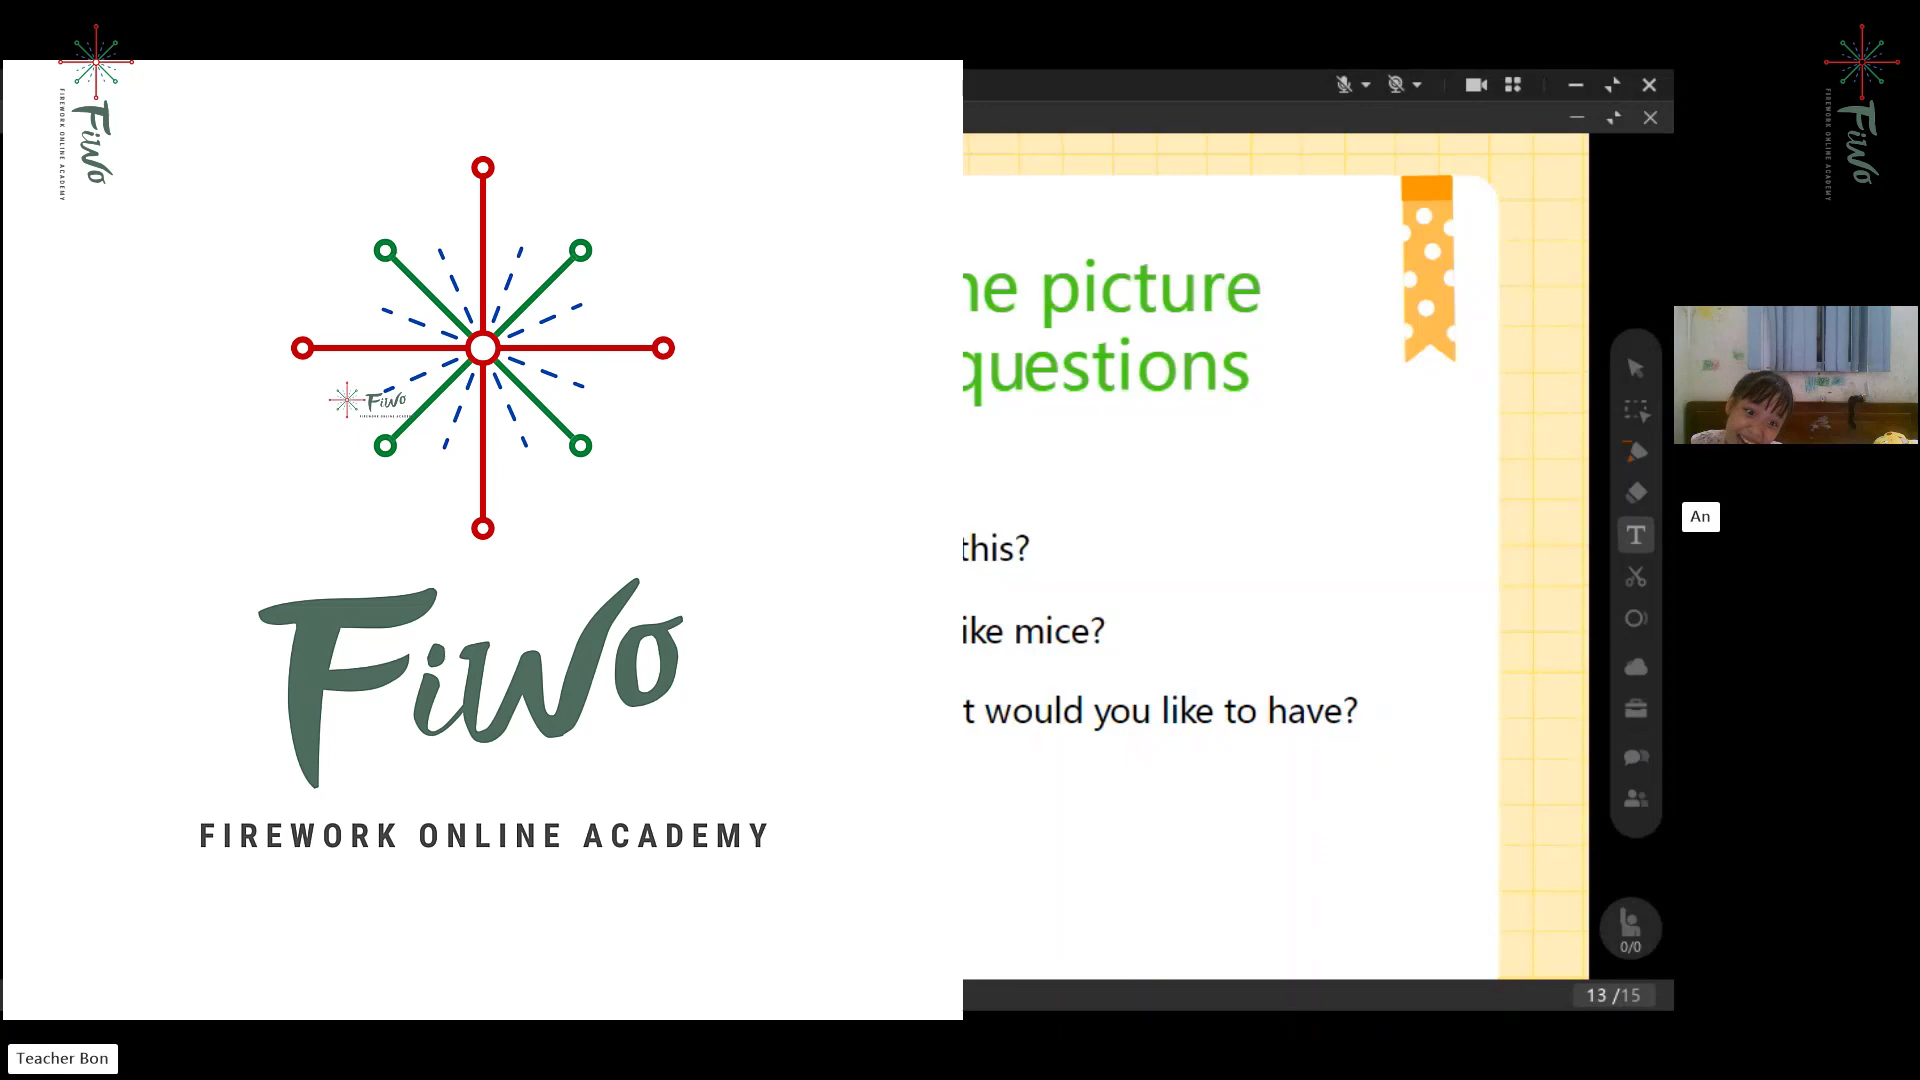 FIREWORK ONLINE ACADEMY
FiWo
FiWo
FIREWORK ONLINE ACADEMY
FiWo
FIREWORK ONLINE ACADEMY
FIREWORK ONLINE ACADEMY
FiWo
he picture
questions
this?
ike mice?
t would you like to have?
An
0/0
13 /15
Teacher Bon